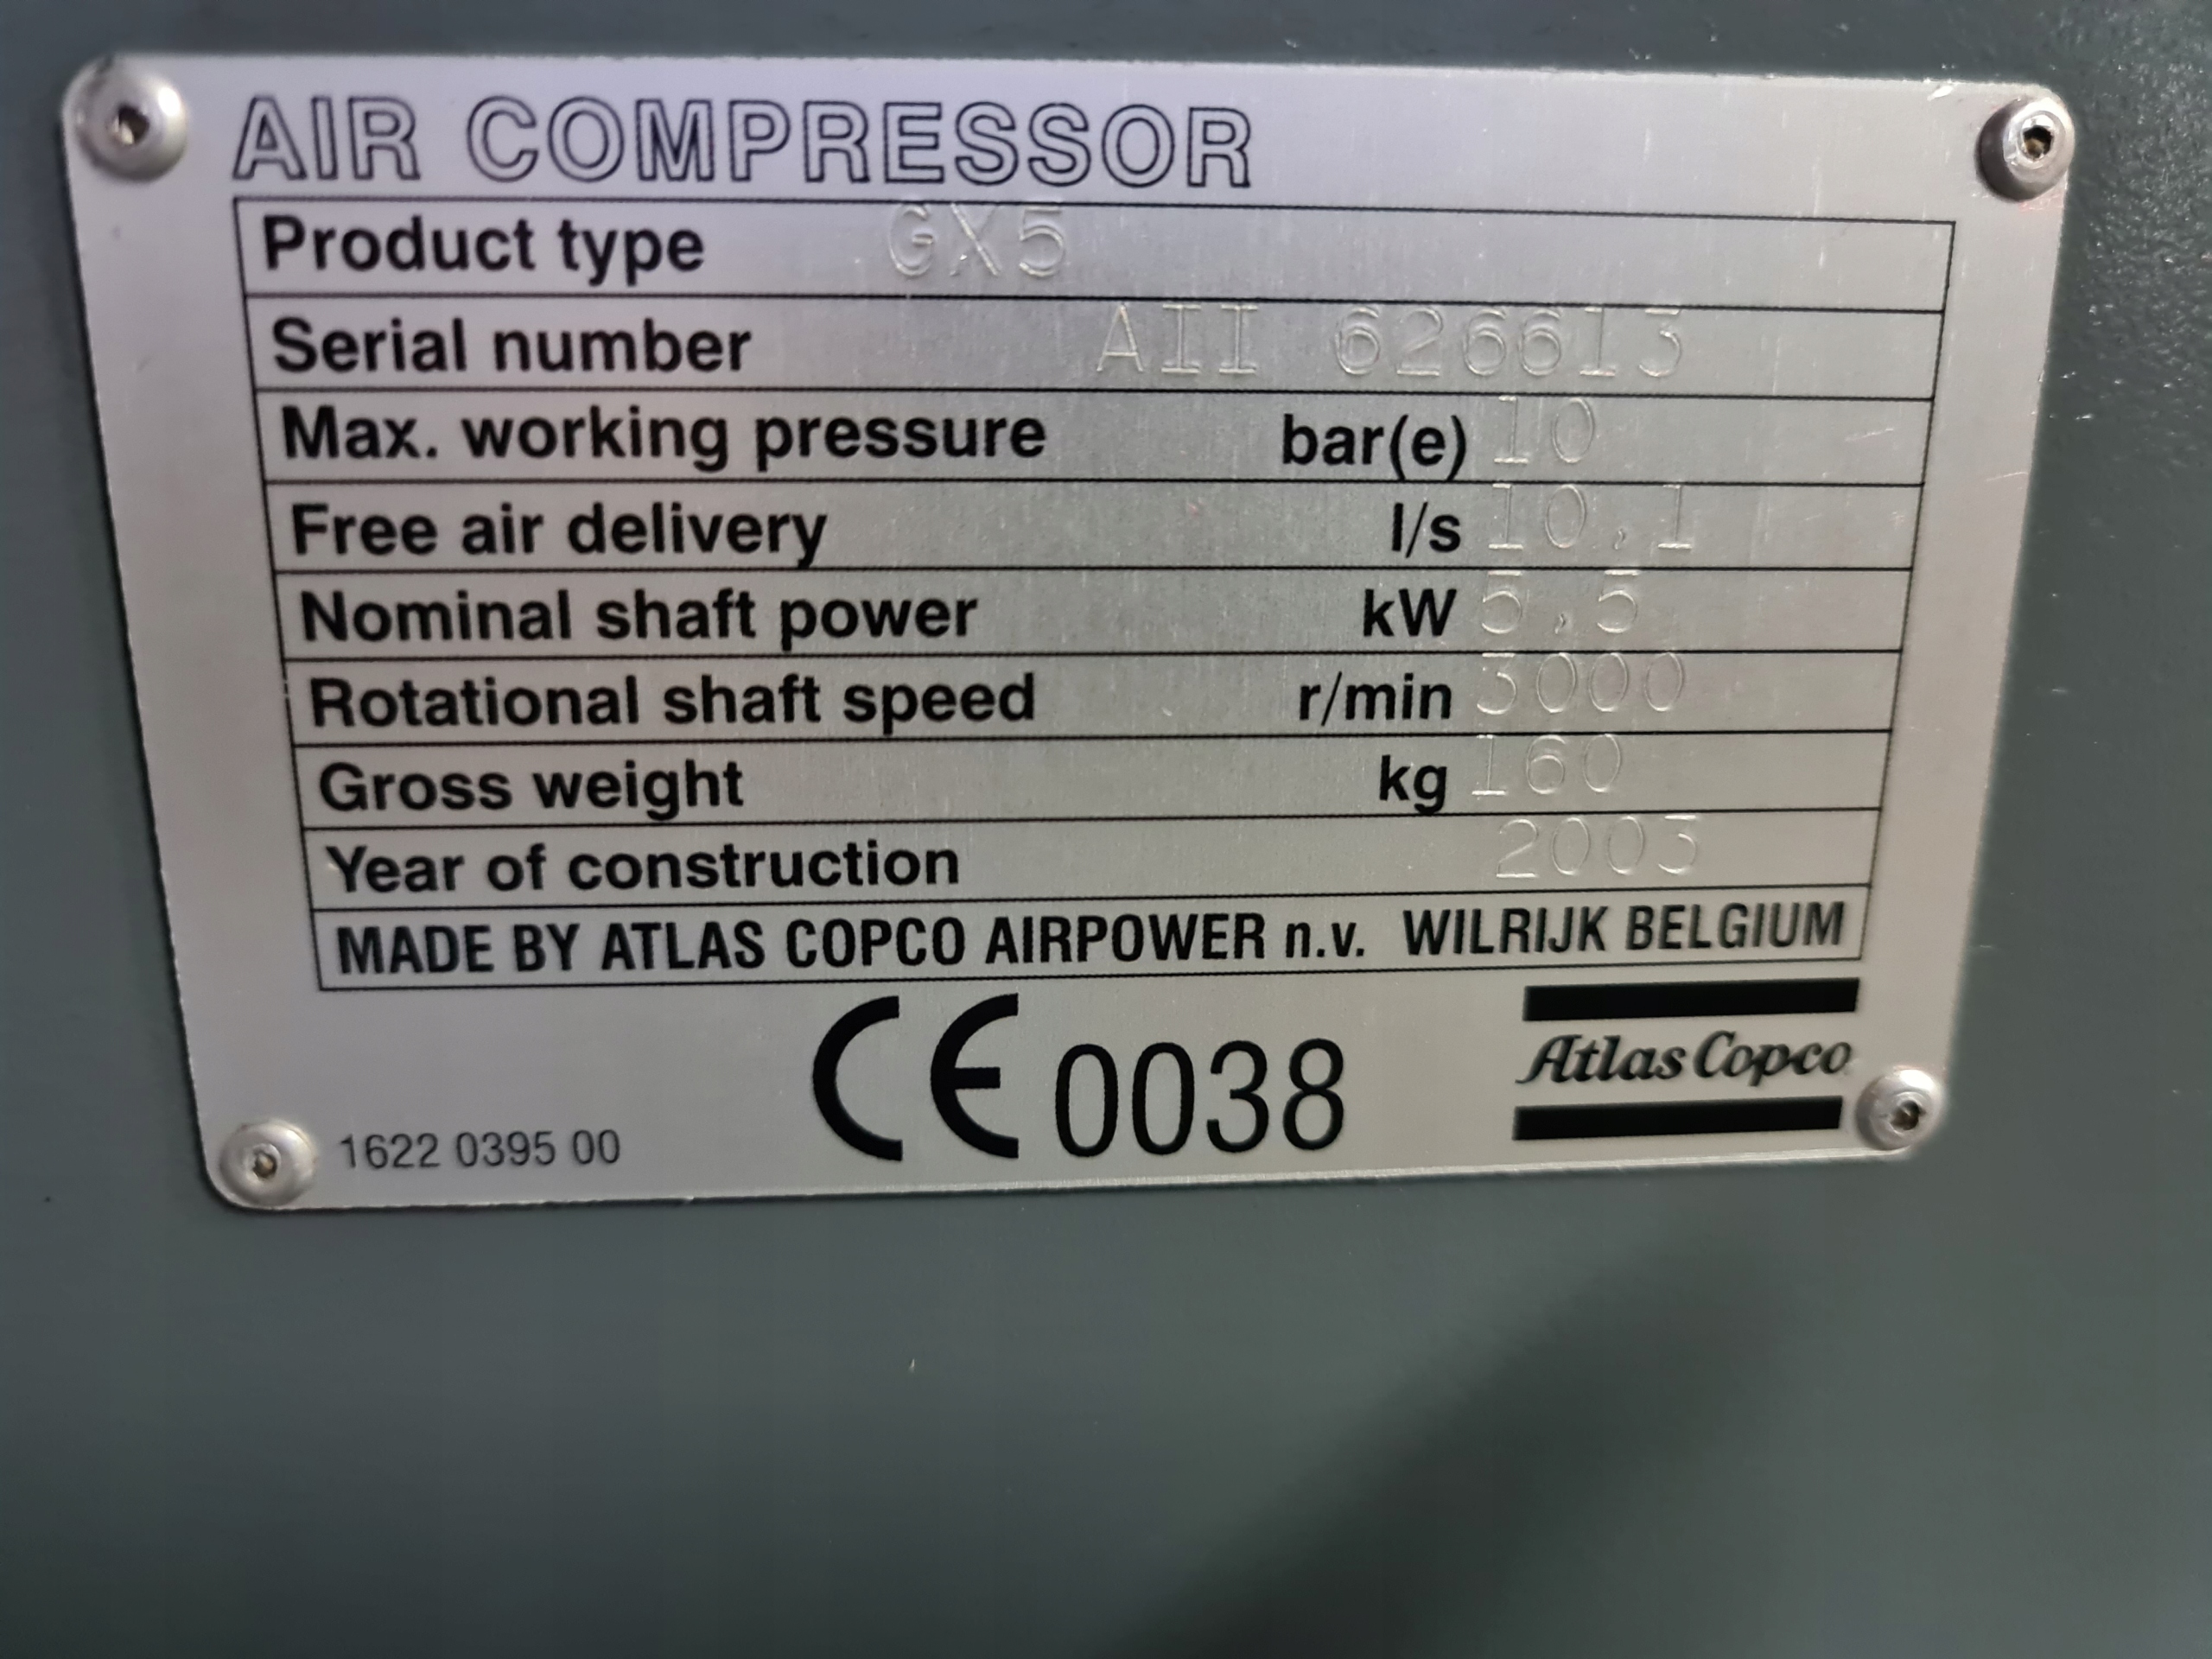 AIR COMPRESSOR
Product type GX5
Serial number AII 626613
Max. working pressure bar(e) 10
Free air delivery l/s 10,1
Nominal shaft power kW 5,5
Rotational shaft speed r/min 3000
Gross weight kg 160
Year of construction 2003
MADE BY ATLAS COPCO AIRPOWER n.v. WILRIJK BELGIUM
CE 0038
Atlas Copco
1622 0395 00